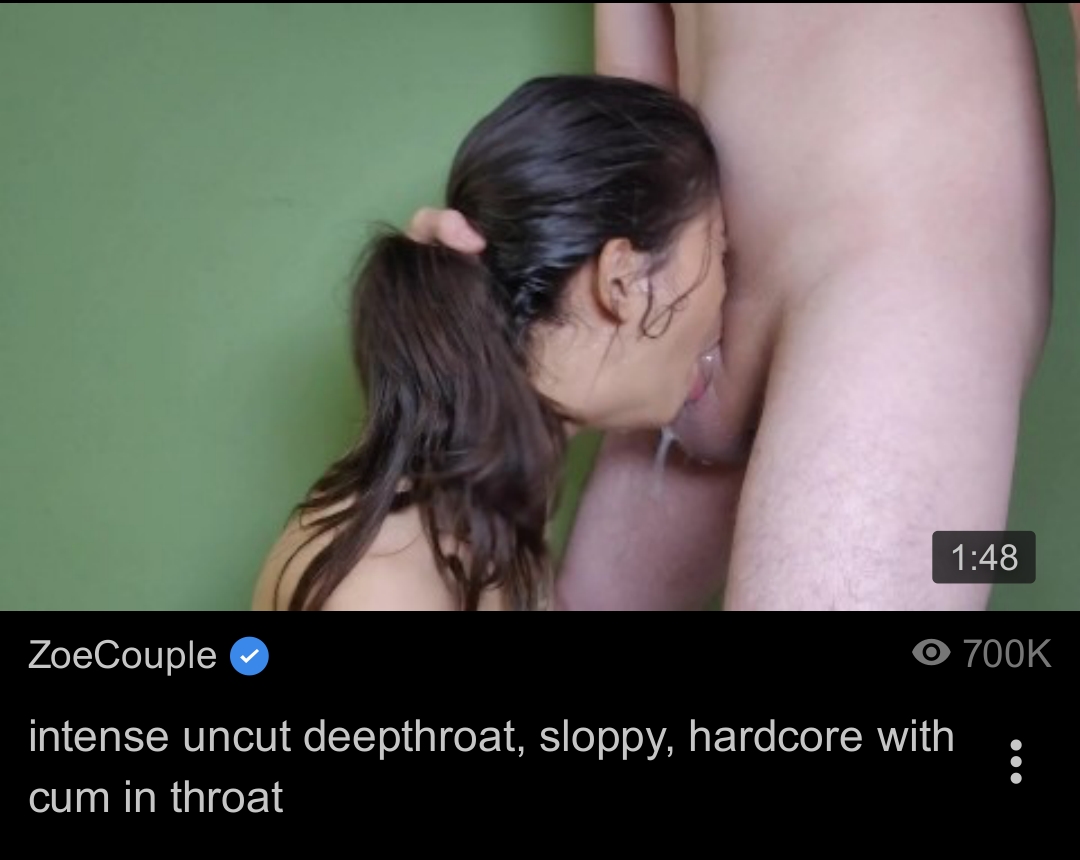 1:48
ZoeCouple
700K
intense uncut deepthroat, sloppy, hardcore with
cum in throat